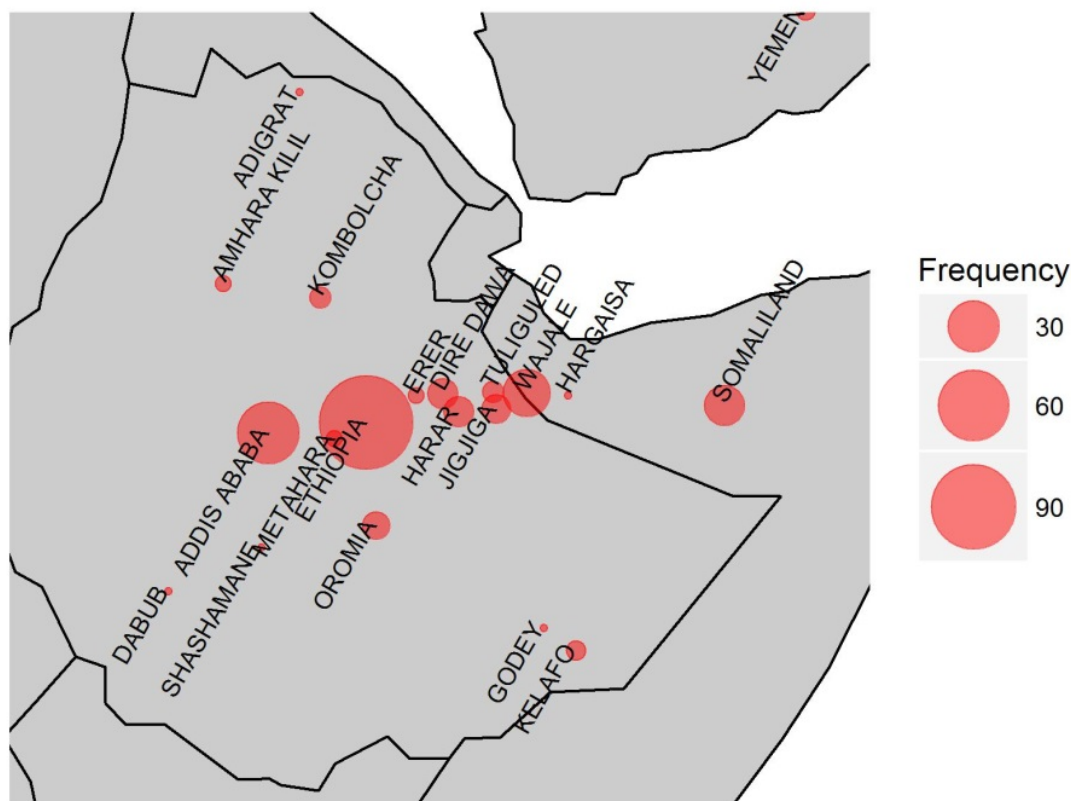 YEMEN
ADIGRAT
AMHARA KILIL
KOMBOLCHA
ERER
DIRE DAWA
TULIGULED
WAJALE
HARGAISA
SOMALILAND
HARAR
JIGJIGA
ADDIS ABABA
METAHARA
ETHIOPIA
SHASHAMANE
OROMIA
DABUB
GODEY
KELAFO
Frequency
30
60
90